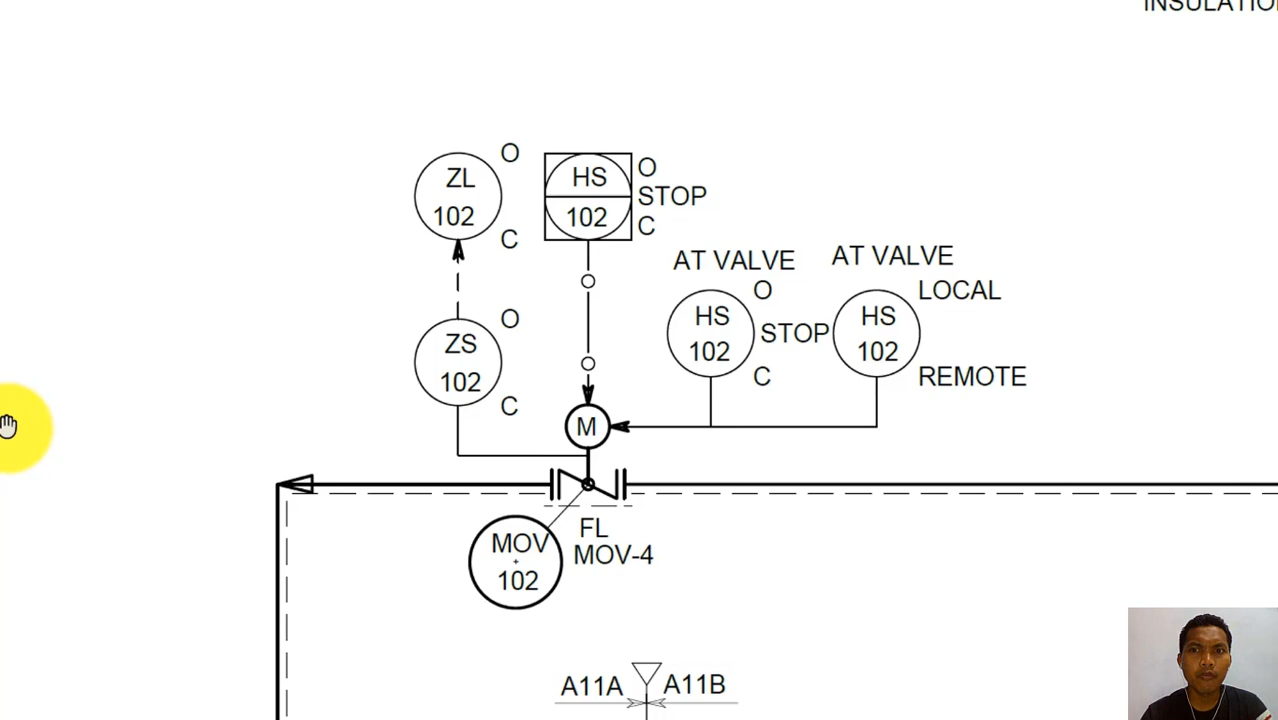 INSULATIO
ZL
102
O
C
HS
102
O
STOP
C
ZS
102
O
C
AT VALVE
O
HS
102
STOP
C
AT VALVE
LOCAL
HS
102
REMOTE
M
MOV
102
FL
MOV-4
A11A
A11B